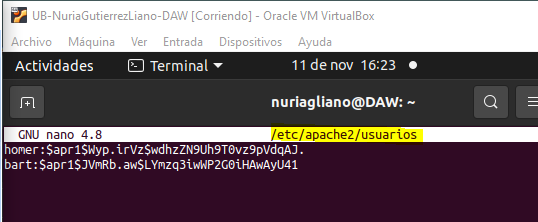 UB-NuriaGutierrezLiano-DAW [Corriendo] - Oracle VM VirtualBox
Archivo Máquina Ver Entrada Dispositivos Ayuda
Actividades Terminal 11 de nov 16:23
nuriagliano@DAW: ~
GNU nano 4.8 /etc/apache2/usuarios
homer:$apr1$Wyp.irVz$wdhzZN9Uh9T0vz9pVdqAJ.
bart:$apr1$JVmRb.aw$LYmzq3iwWP2G0iHAwAyU41